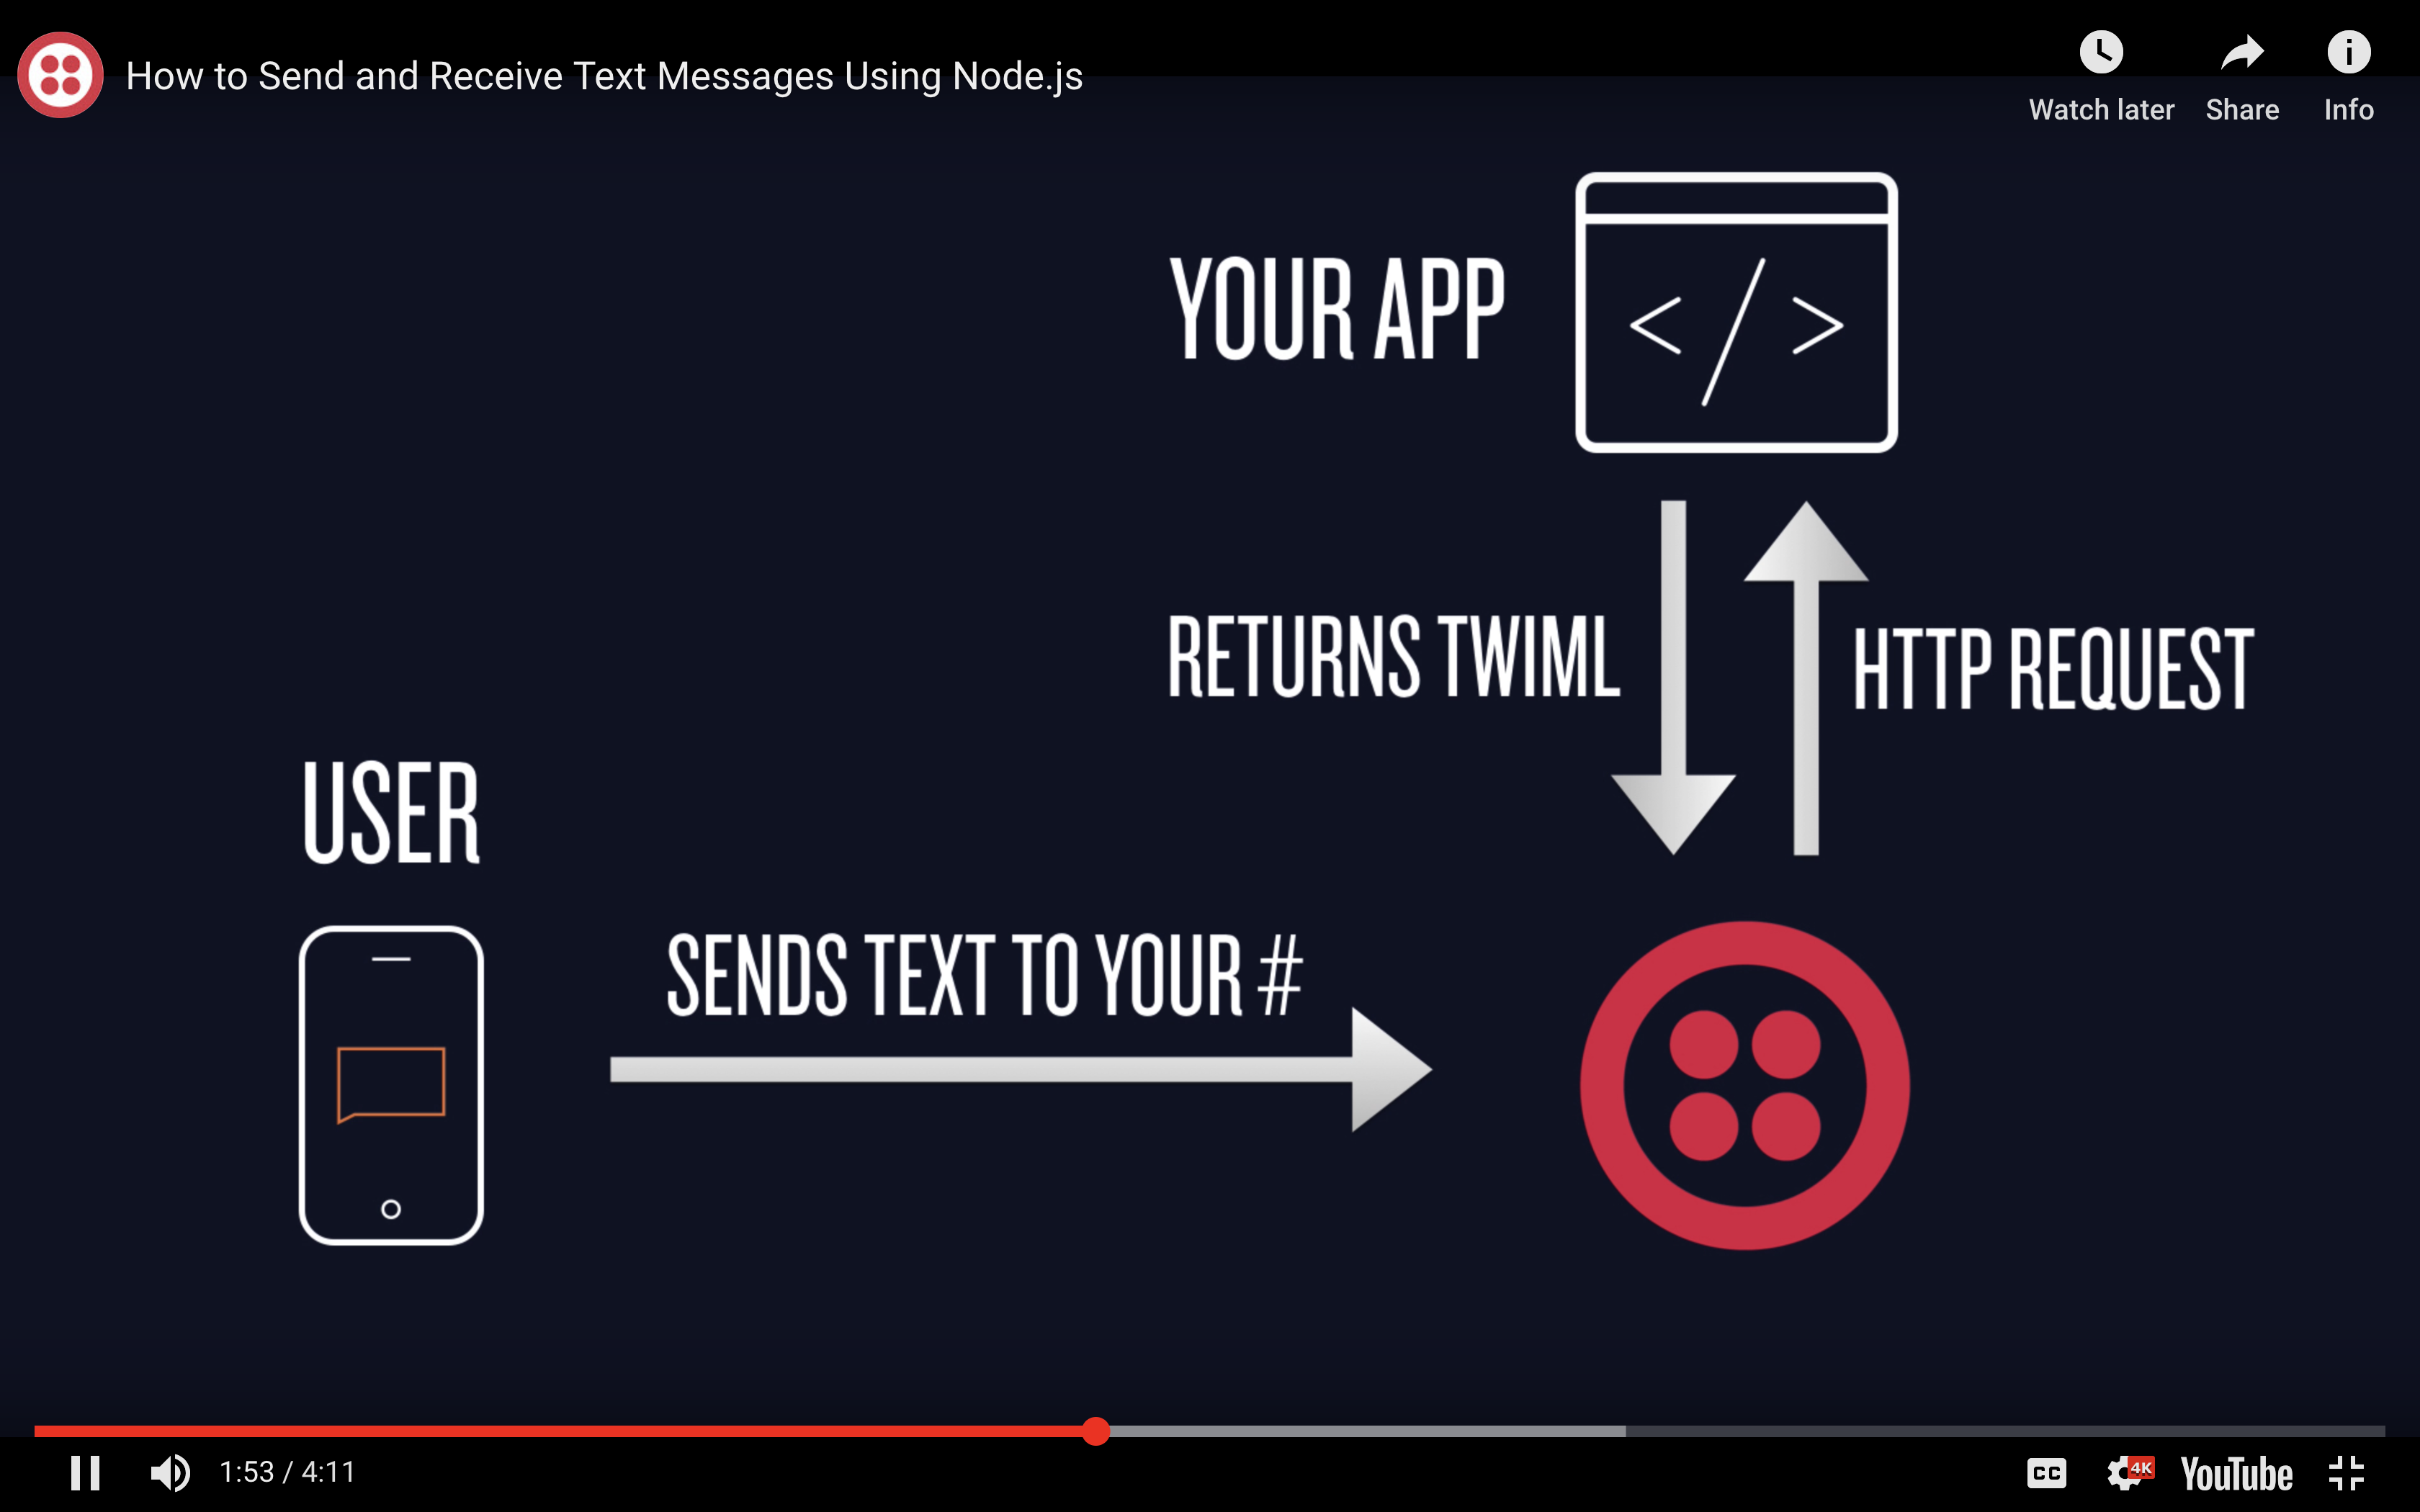 How to Send and Receive Text Messages Using Node.js
Watch later
Share
Info
YOUR APP
</>
RETURNS TWIML
HTTP REQUEST
USER
SENDS TEXT TO YOUR #
1:53 / 4:11
CC
4K
YouTube